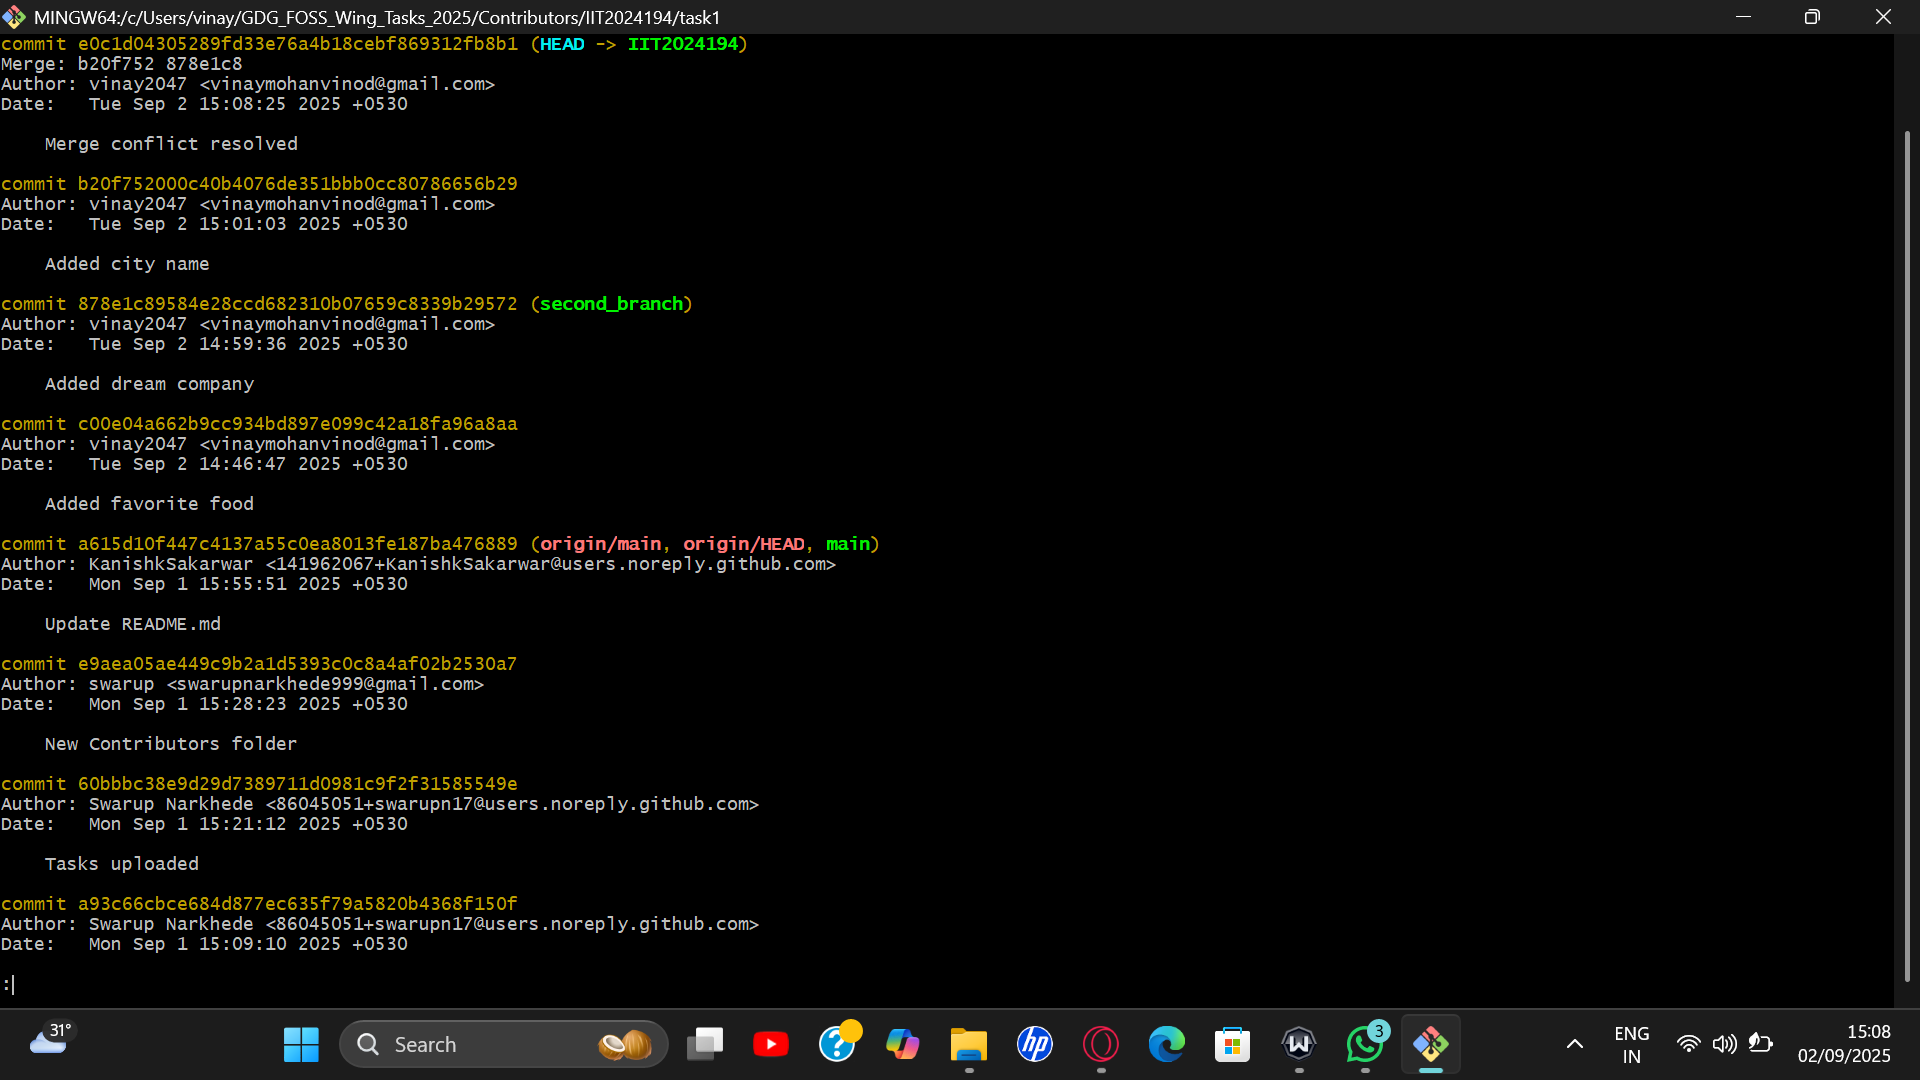 MINGW64:/c/Users/vinay/GDG_FOSS_Wing_Tasks_2025/Contributors/IIT2024194/task1
commit e0c1d04305289fd33e76a4b18cebf869312fb8b1 (HEAD -> IIT2024194)
Merge: b20f752 878e1c8
Author: vinay2047 <vinaymohanvinod@gmail.com>
Date:   Tue Sep 2 15:08:25 2025 +0530
    Merge conflict resolved
commit b20f752000c40b4076de351bbb0cc80786656b29
Author: vinay2047 <vinaymohanvinod@gmail.com>
Date:   Tue Sep 2 15:01:03 2025 +0530
    Added city name
commit 878e1c89584e28ccd682310b07659c8339b29572 (second_branch)
Author: vinay2047 <vinaymohanvinod@gmail.com>
Date:   Tue Sep 2 14:59:36 2025 +0530
    Added dream company
commit c00e04a662b9cc934bd897e099c42a18fa96a8aa
Author: vinay2047 <vinaymohanvinod@gmail.com>
Date:   Tue Sep 2 14:46:47 2025 +0530
    Added favorite food
commit a615d10f447c4137a55c0ea8013fe187ba476889 (origin/main, origin/HEAD, main)
Author: KanishkSakarwar <141962067+KanishkSakarwar@users.noreply.github.com>
Date:   Mon Sep 1 15:55:51 2025 +0530
    Update README.md
commit e9aea05ae449c9b2a1d5393c0c8a4af02b2530a7
Author: swarup <swarupnarkhede999@gmail.com>
Date:   Mon Sep 1 15:28:23 2025 +0530
    New Contributors folder
commit 60bbbc38e9d29d7389711d0981c9f2f31585549e
Author: Swarup Narkhede <86045051+swarupn17@users.noreply.github.com>
Date:   Mon Sep 1 15:21:12 2025 +0530
    Tasks uploaded
commit a93c66cbce684d877ec635f79a5820b4368f150f
Author: Swarup Narkhede <86045051+swarupn17@users.noreply.github.com>
Date:   Mon Sep 1 15:09:10 2025 +0530
:
31°
Search
hp
W
3
ENG
IN
15:08
02/09/2025